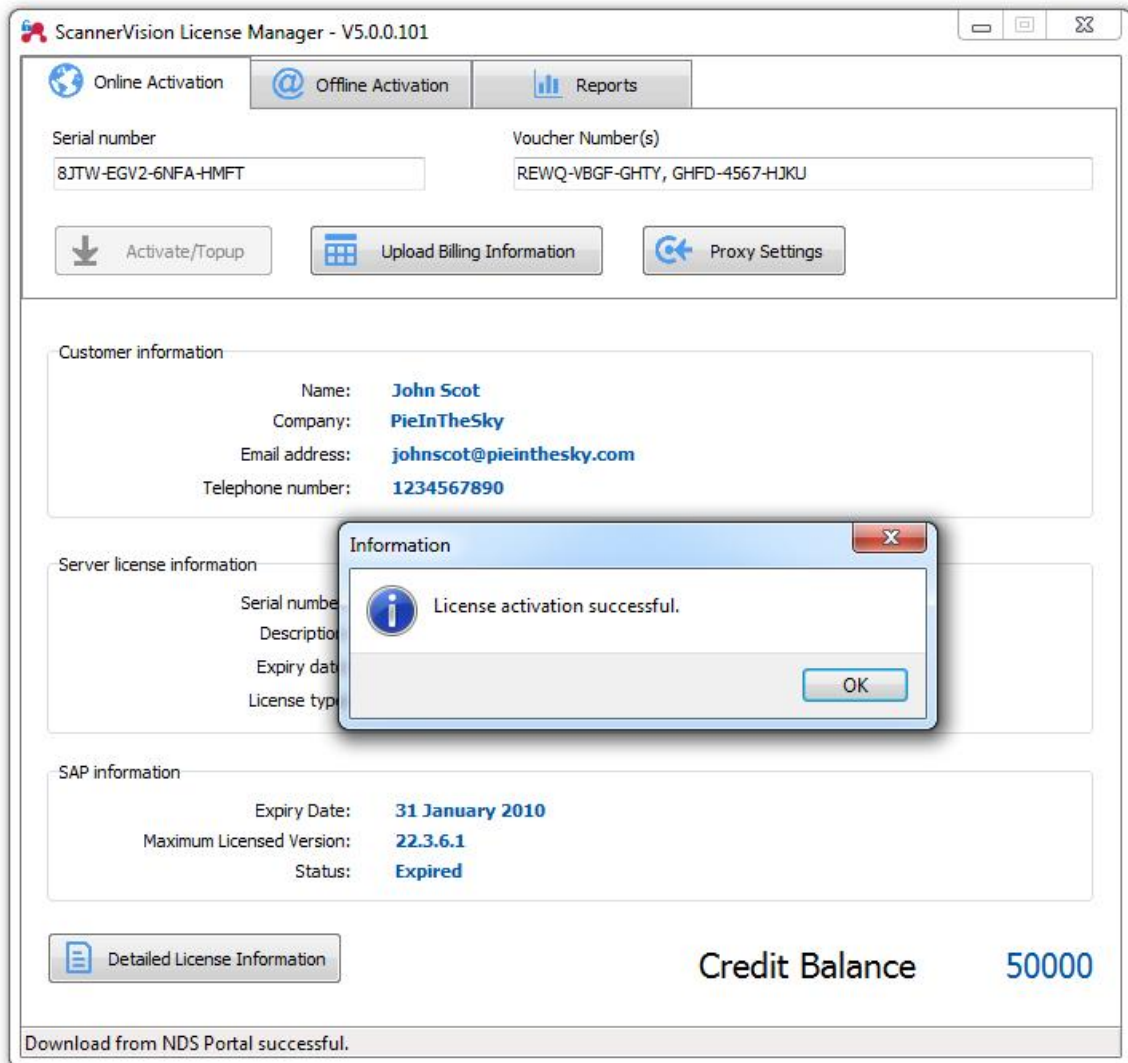 ScannerVision License Manager - V5.0.0.101
Online Activation
Offline Activation
Reports
Serial number
Voucher Number(s)
8JTW-EGV2-6NFA-HMFT
REWQ-VBGF-GHTY, GHFD-4567-HJKU
Activate/Topup
Upload Billing Information
Proxy Settings
Customer information
Name: John Scot
Company: PieInTheSky
Email address: johnscot@pieinthesky.com
Telephone number: 1234567890
Information
License activation successful.
OK
Server license information
Serial
Expiry
License
SAP information
Expiry Date: 31 January 2010
Maximum Licensed Version: 22.3.6.1
Status: Expired
Detailed License Information
Credit Balance 50000
Download from NDS Portal successful.